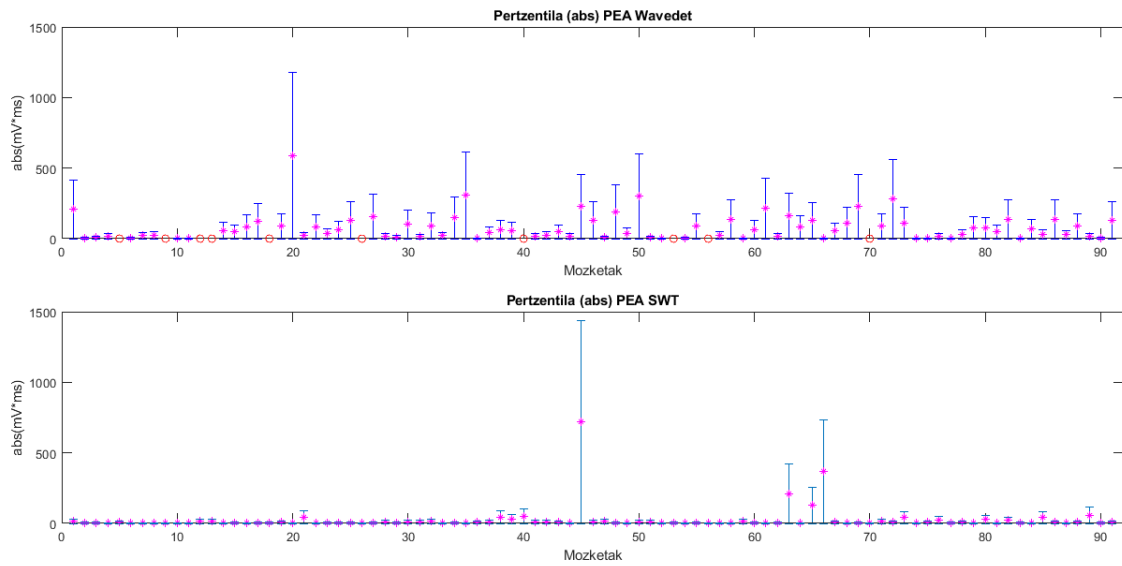 Pertzentila (abs) PEA Wavedet
1500
1000
500
0
abs(mV*ms)
0 10 20 30 40 50 60 70 80 90
Mozketak
Pertzentila (abs) PEA SWT
1500
1000
500
0
abs(mV*ms)
0 10 20 30 40 50 60 70 80 90
Mozketak